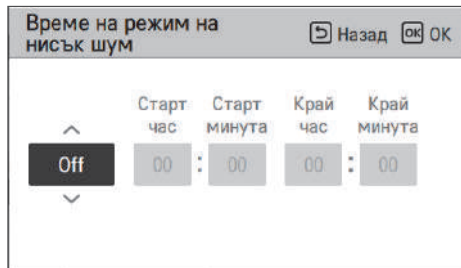 Време на режим на
нисък шум
Назад OK OK
Старт Старт Край Край
час минута час минута
Off 00 : 00 00 : 00